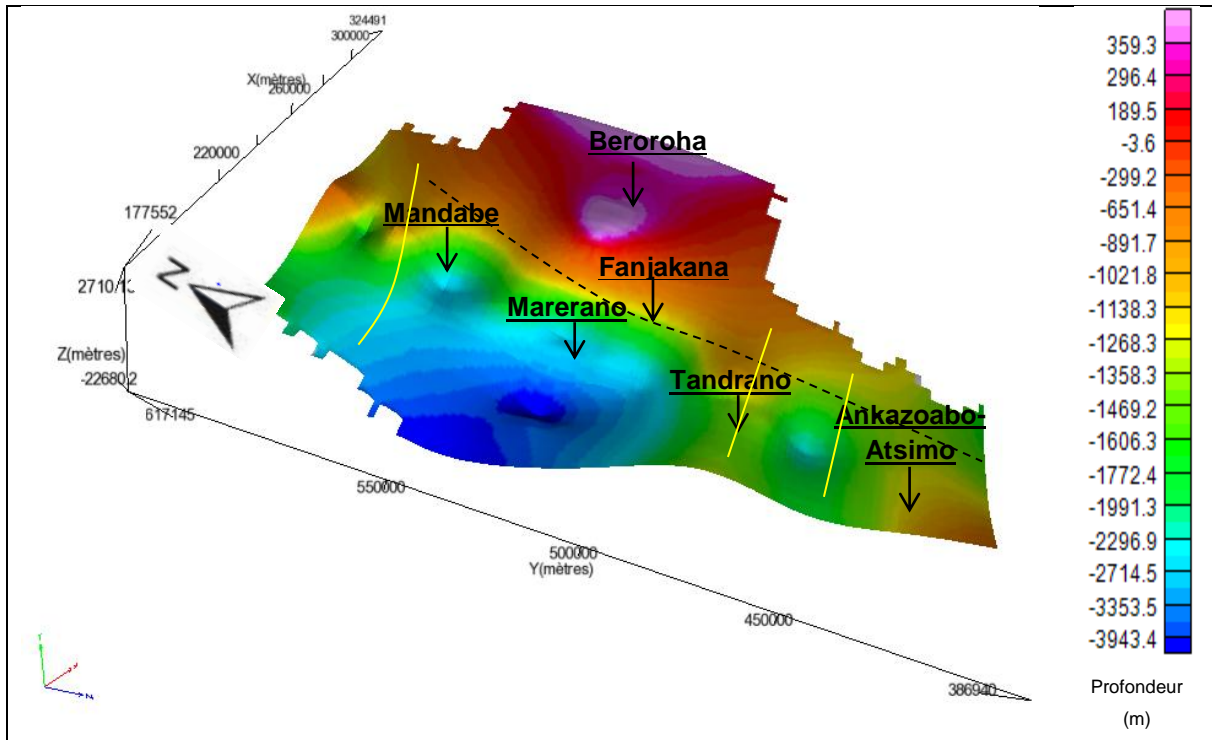 324491
300000
X(mètres)
260000
220000
177552
Z(mètres)
-22680,2
617145
550000
500000
Y(mètres)
450000
386940
N
Beroroha
Mandabe
Fanjakana
Marerano
Tandrano
Ankazoabo-
Atsimo
359.3
296.4
189.5
-3.6
-299.2
-651.4
-891.7
-1021.8
-1138.3
-1268.3
-1358.3
-1469.2
-1606.3
-1772.4
-1991.3
-2296.9
-2714.5
-3353.5
-3943.4
Profondeur
(m)